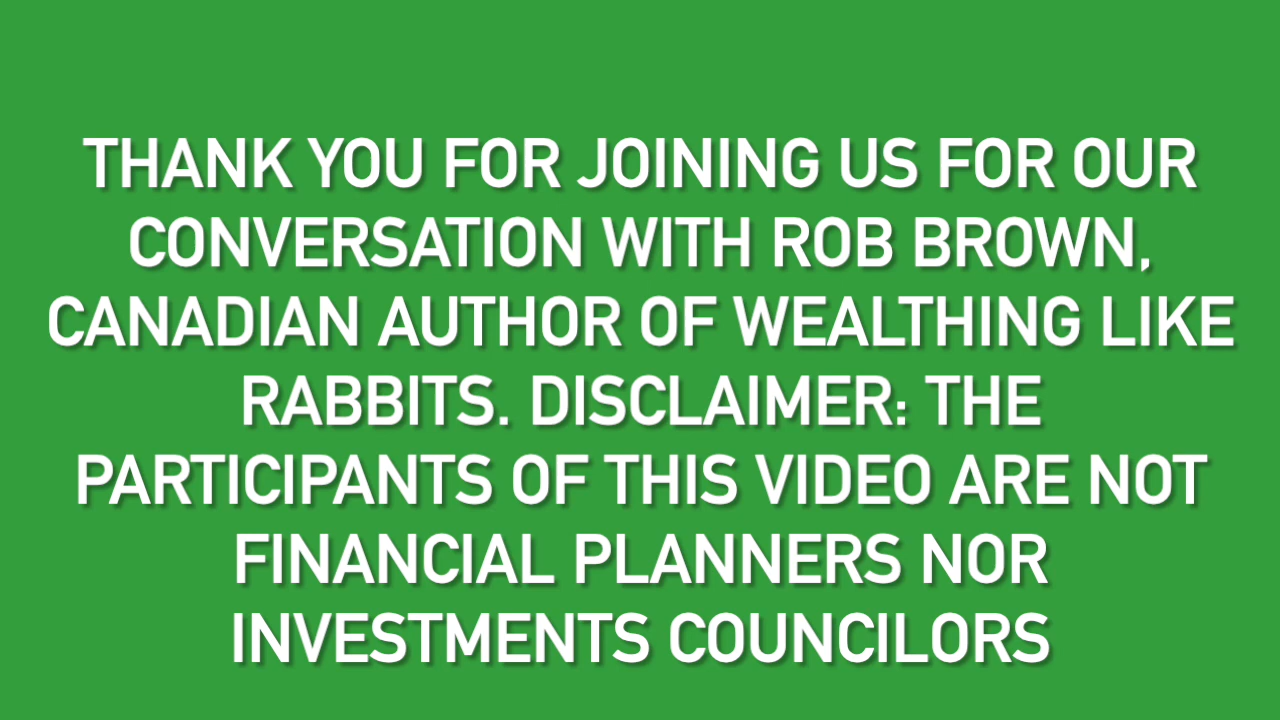 THANK YOU FOR JOINING US FOR OUR
CONVERSATION WITH ROB BROWN,
CANADIAN AUTHOR OF WEALTHING LIKE
RABBITS. DISCLAIMER: THE
PARTICIPANTS OF THIS VIDEO ARE NOT
FINANCIAL PLANNERS NOR
INVESTMENTS COUNCILORS